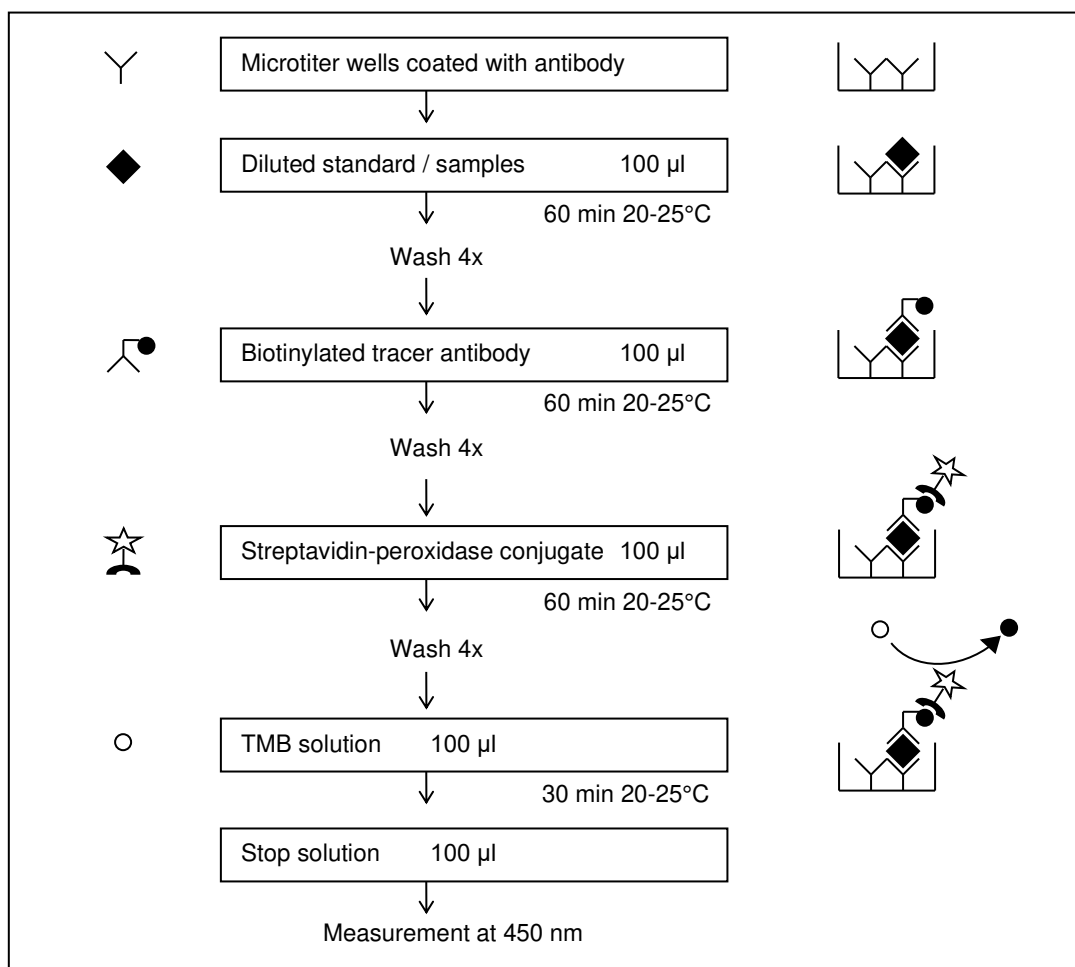 Microtiter wells coated with antibody
Diluted standard / samples 100 µl
60 min 20-25°C
Wash 4x
Biotinylated tracer antibody 100 µl
60 min 20-25°C
Wash 4x
Streptavidin-peroxidase conjugate 100 µl
60 min 20-25°C
Wash 4x
TMB solution 100 µl
30 min 20-25°C
Stop solution 100 µl
Measurement at 450 nm